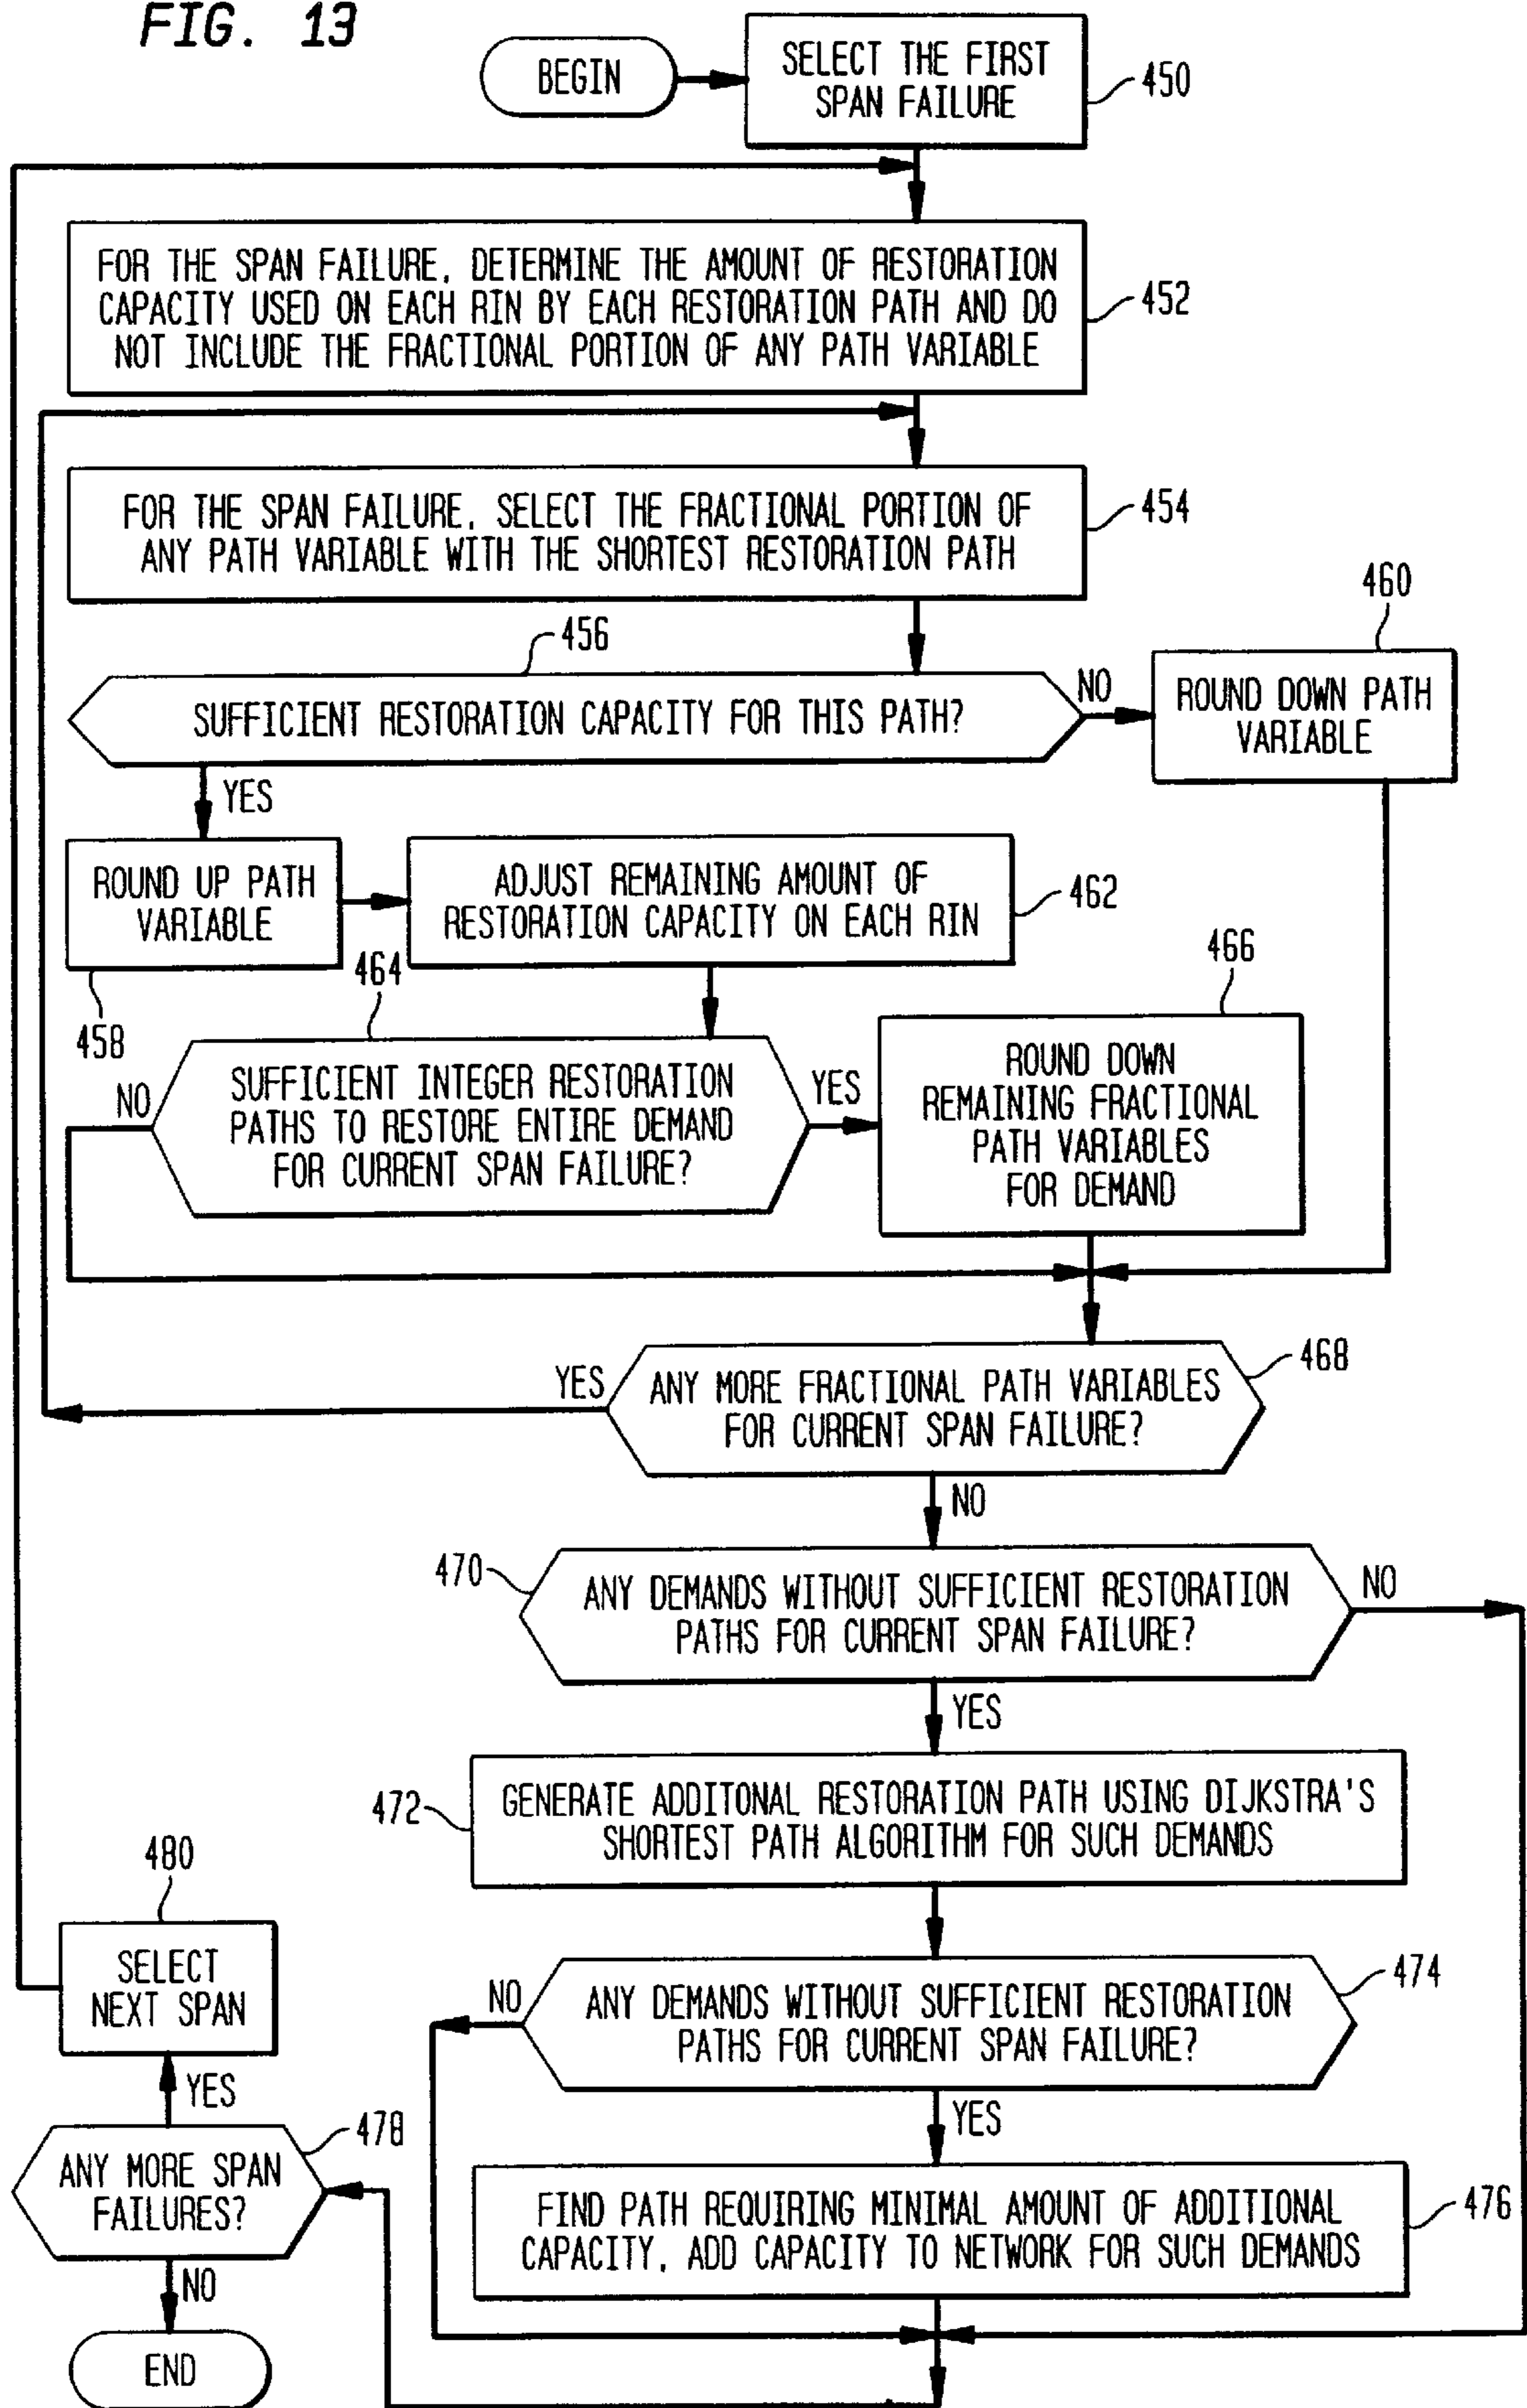 FIG. 13
BEGIN
SELECT THE FIRST
SPAN FAILURE
450
FOR THE SPAN FAILURE, DETERMINE THE AMOUNT OF RESTORATION
CAPACITY USED ON EACH RIN BY EACH RESTORATION PATH AND DO
NOT INCLUDE THE FRACTIONAL PORTION OF ANY PATH VARIABLE
452
FOR THE SPAN FAILURE, SELECT THE FRACTIONAL PORTION OF
ANY PATH VARIABLE WITH THE SHORTEST RESTORATION PATH
454
456
SUFFICIENT RESTORATION CAPACITY FOR THIS PATH?
NO
460
ROUND DOWN PATH
VARIABLE
YES
ROUND UP PATH
VARIABLE
458
ADJUST REMAINING AMOUNT OF
RESTORATION CAPACITY ON EACH RIN
462
464
SUFFICIENT INTEGER RESTORATION
PATHS TO RESTORE ENTIRE DEMAND
FOR CURRENT SPAN FAILURE?
NO
YES
466
ROUND DOWN
REMAINING FRACTIONAL
PATH VARIABLES
FOR DEMAND
YES
ANY MORE FRACTIONAL PATH VARIABLES
FOR CURRENT SPAN FAILURE?
468
NO
470
ANY DEMANDS WITHOUT SUFFICIENT RESTORATION
PATHS FOR CURRENT SPAN FAILURE?
NO
YES
472
GENERATE ADDITONAL RESTORATION PATH USING DIJKSTRA'S
SHORTEST PATH ALGORITHM FOR SUCH DEMANDS
480
SELECT
NEXT SPAN
NO
ANY DEMANDS WITHOUT SUFFICIENT RESTORATION
PATHS FOR CURRENT SPAN FAILURE?
474
YES
YES
478
ANY MORE SPAN
FAILURES?
FIND PATH REQUIRING MINIMAL AMOUNT OF ADDITIONAL
CAPACITY, ADD CAPACITY TO NETWORK FOR SUCH DEMANDS
476
NO
END